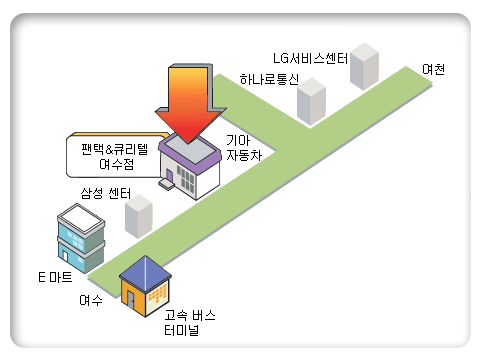 LG서비스센터
여천
하나로통신
기아
자동차
팬택&큐리텔
여수점
삼성 센터
E 마트
여수
고속 버스
터미널